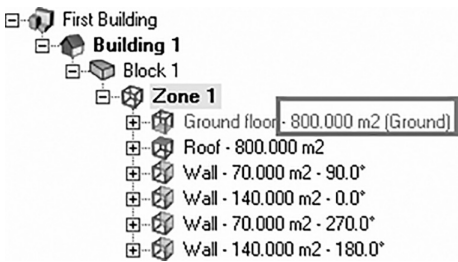 First Building
Building 1
Block 1
Zone 1
Ground floor - 800.000 m2 (Ground)
Roof - 800.000 m2
Wall - 70.000 m2 - 90.0°
Wall - 140.000 m2 - 0.0°
Wall - 70.000 m2 - 270.0°
Wall - 140.000 m2 - 180.0°